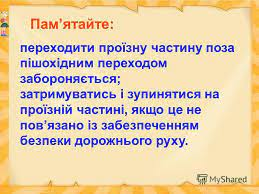 Пам’ятайте:
переходити проїзну частину поза
пішохідним переходом
забороняється;
затримуватись і зупинятися на
проїзній частині, якщо це не
пов’язано із забезпеченням
безпеки дорожнього руху.
MyShared